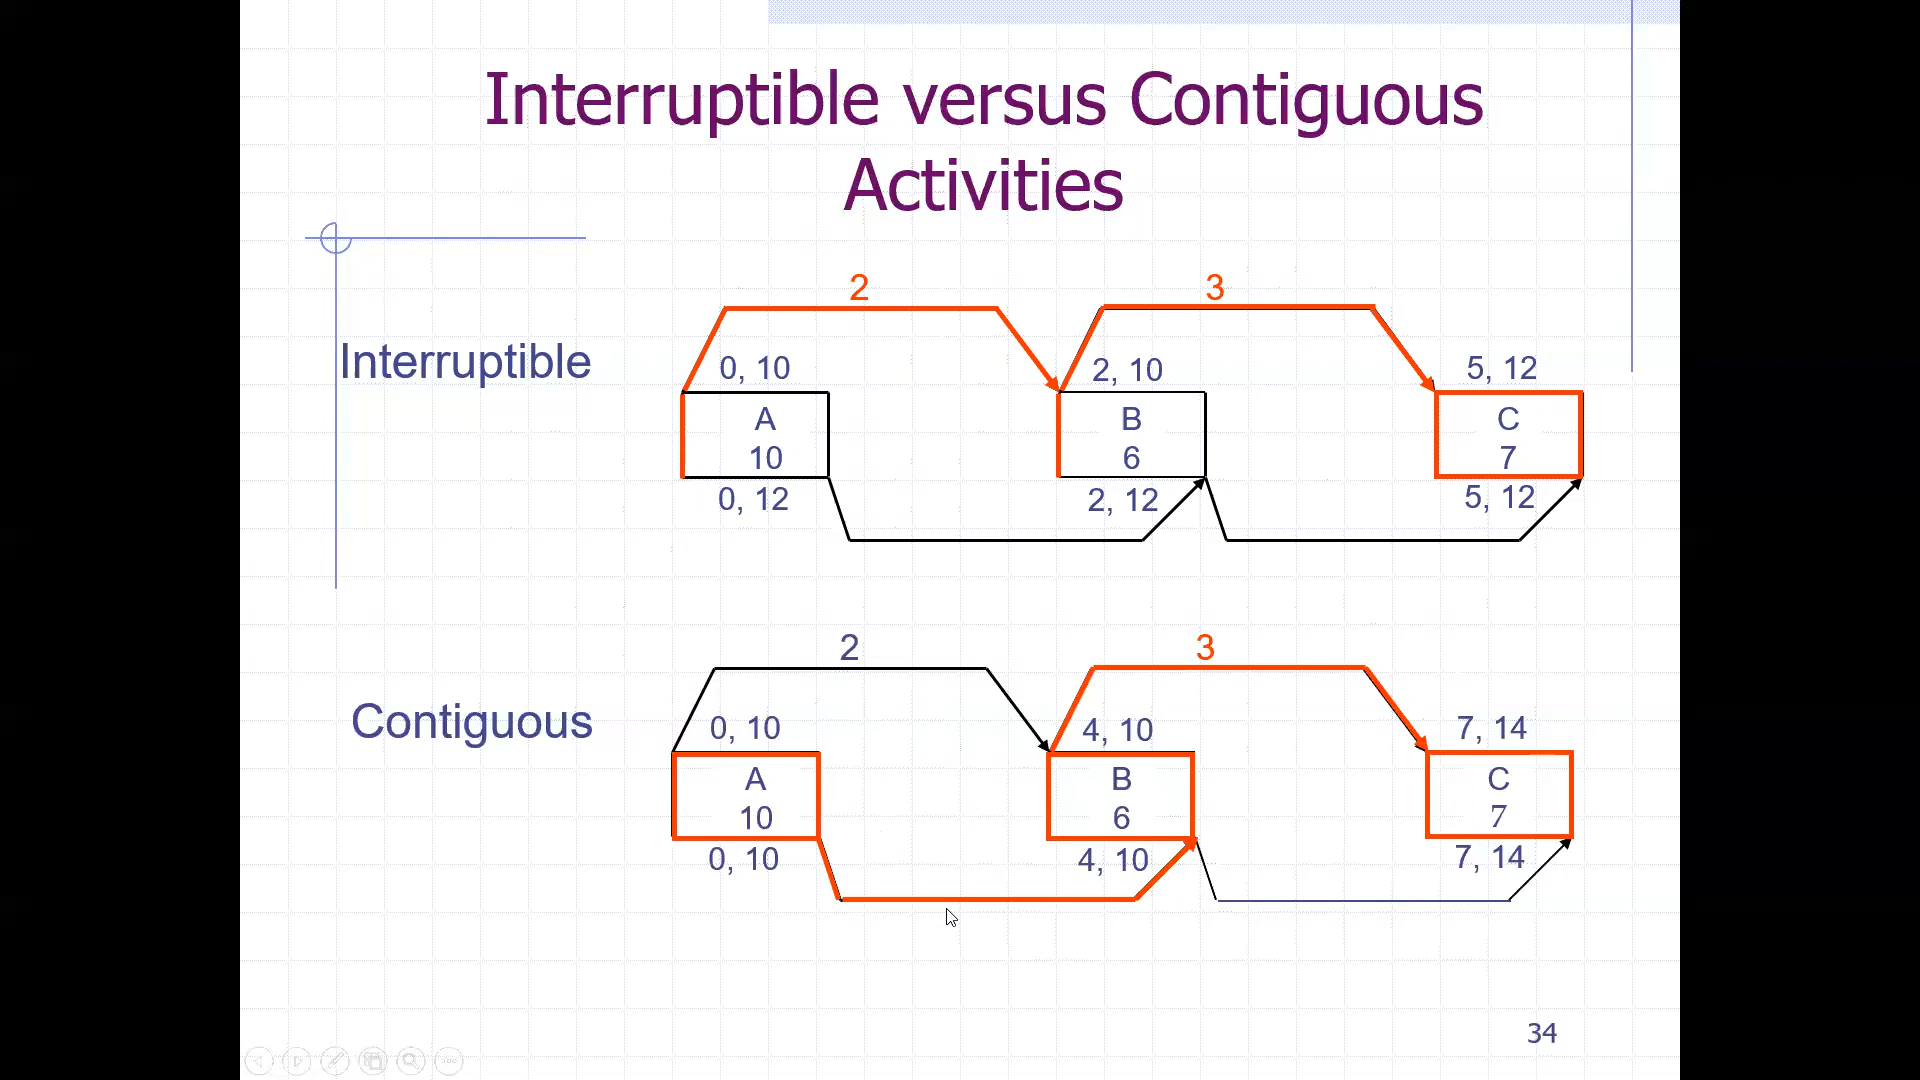 Interruptible versus Contiguous
Activities
2
3
Interruptible
0, 10
2, 10
5, 12
A
B
C
10
6
7
0, 12
2, 12
5, 12
2
3
Contiguous
0, 10
4, 10
7, 14
A
B
C
10
6
7
0, 10
4, 10
7, 14
34